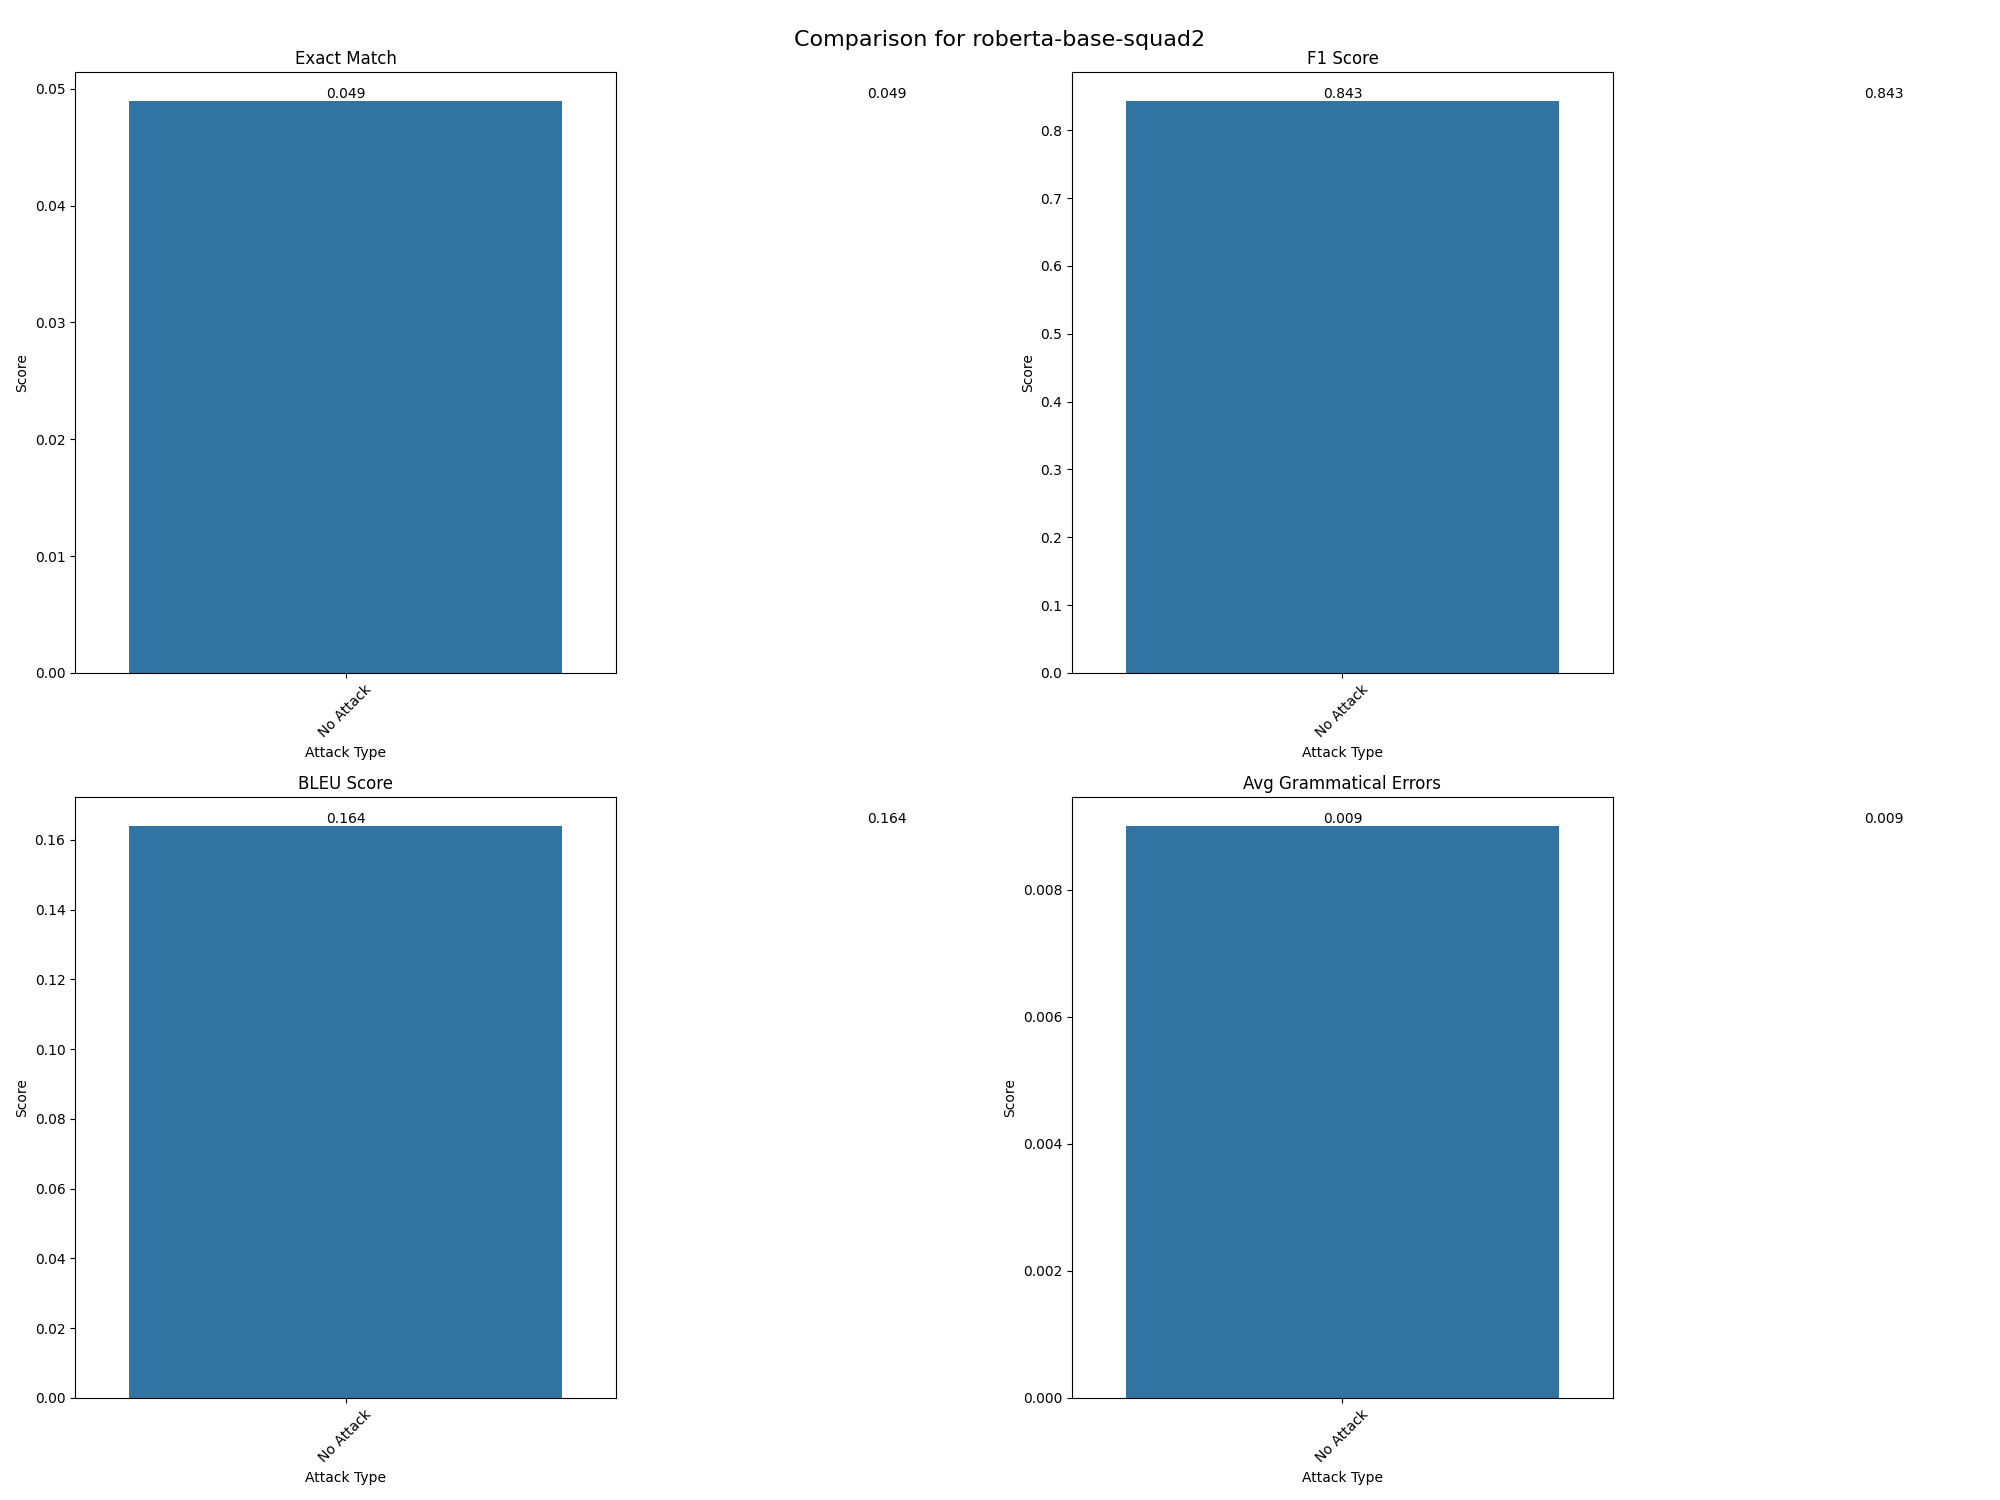 Comparison for roberta-base-squad2
Exact Match
0.05
0.04
0.03
0.02
0.01
0.00
Score
0.049
0.049
No Attack
Attack Type
F1 Score
0.8
0.7
0.6
0.5
0.4
0.3
0.2
0.1
0.0
Score
0.843
0.843
No Attack
Attack Type
BLEU Score
0.16
0.14
0.12
0.10
0.08
0.06
0.04
0.02
0.00
Score
0.164
0.164
No Attack
Attack Type
Avg Grammatical Errors
0.008
0.006
0.004
0.002
0.000
Score
0.009
0.009
No Attack
Attack Type